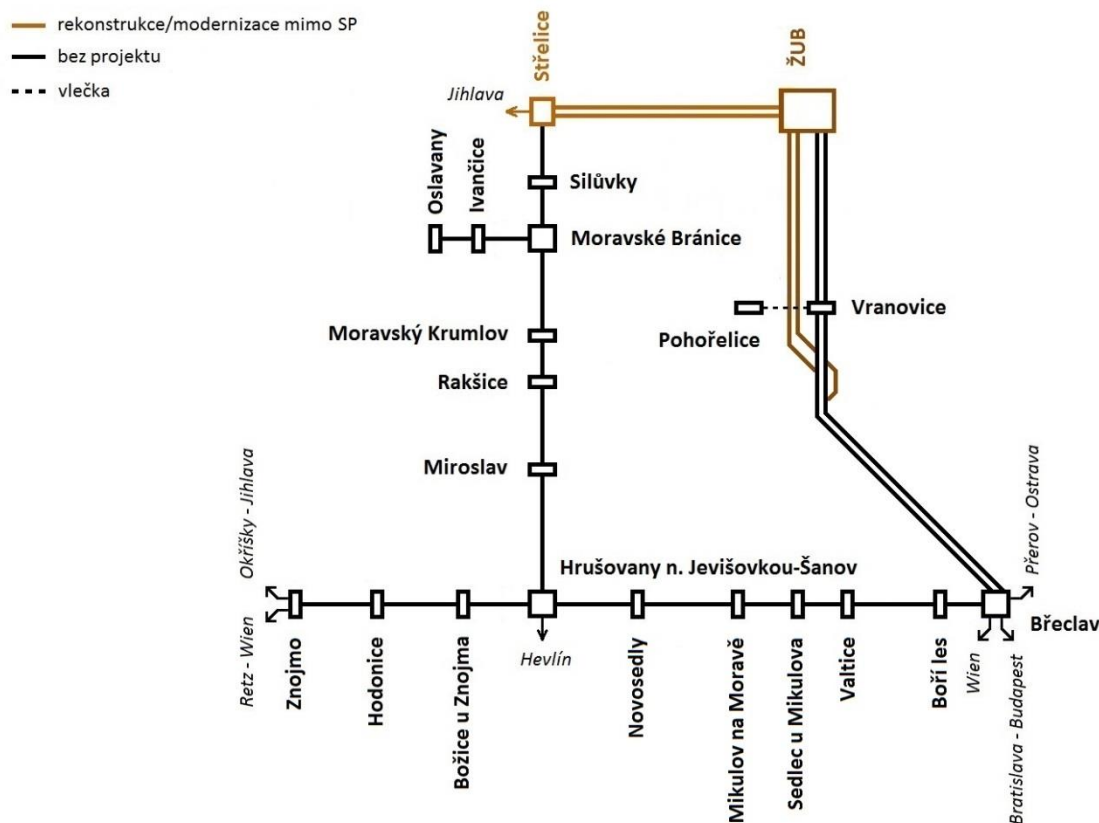 rekonstrukce/modernizace mimo SP
bez projektu
vlečka
Střelice
ŽUB
Jihlava
Oslavany
Ivančice
Silůvky
Moravské Bránice
Vranovice
Pohořelice
Moravský Krumlov
Rakšice
Miroslav
Okříšky - Jihlava
Přerov - Ostrava
Hrušovany n. Jevišovkou-Šanov
Břeclav
Retz - Wien
Znojmo
Hodonice
Božice u Znojma
Hevlín
Novosedly
Mikulov na Moravě
Sedlec u Mikulova
Valtice
Boří les
Wien
Bratislava - Budapest